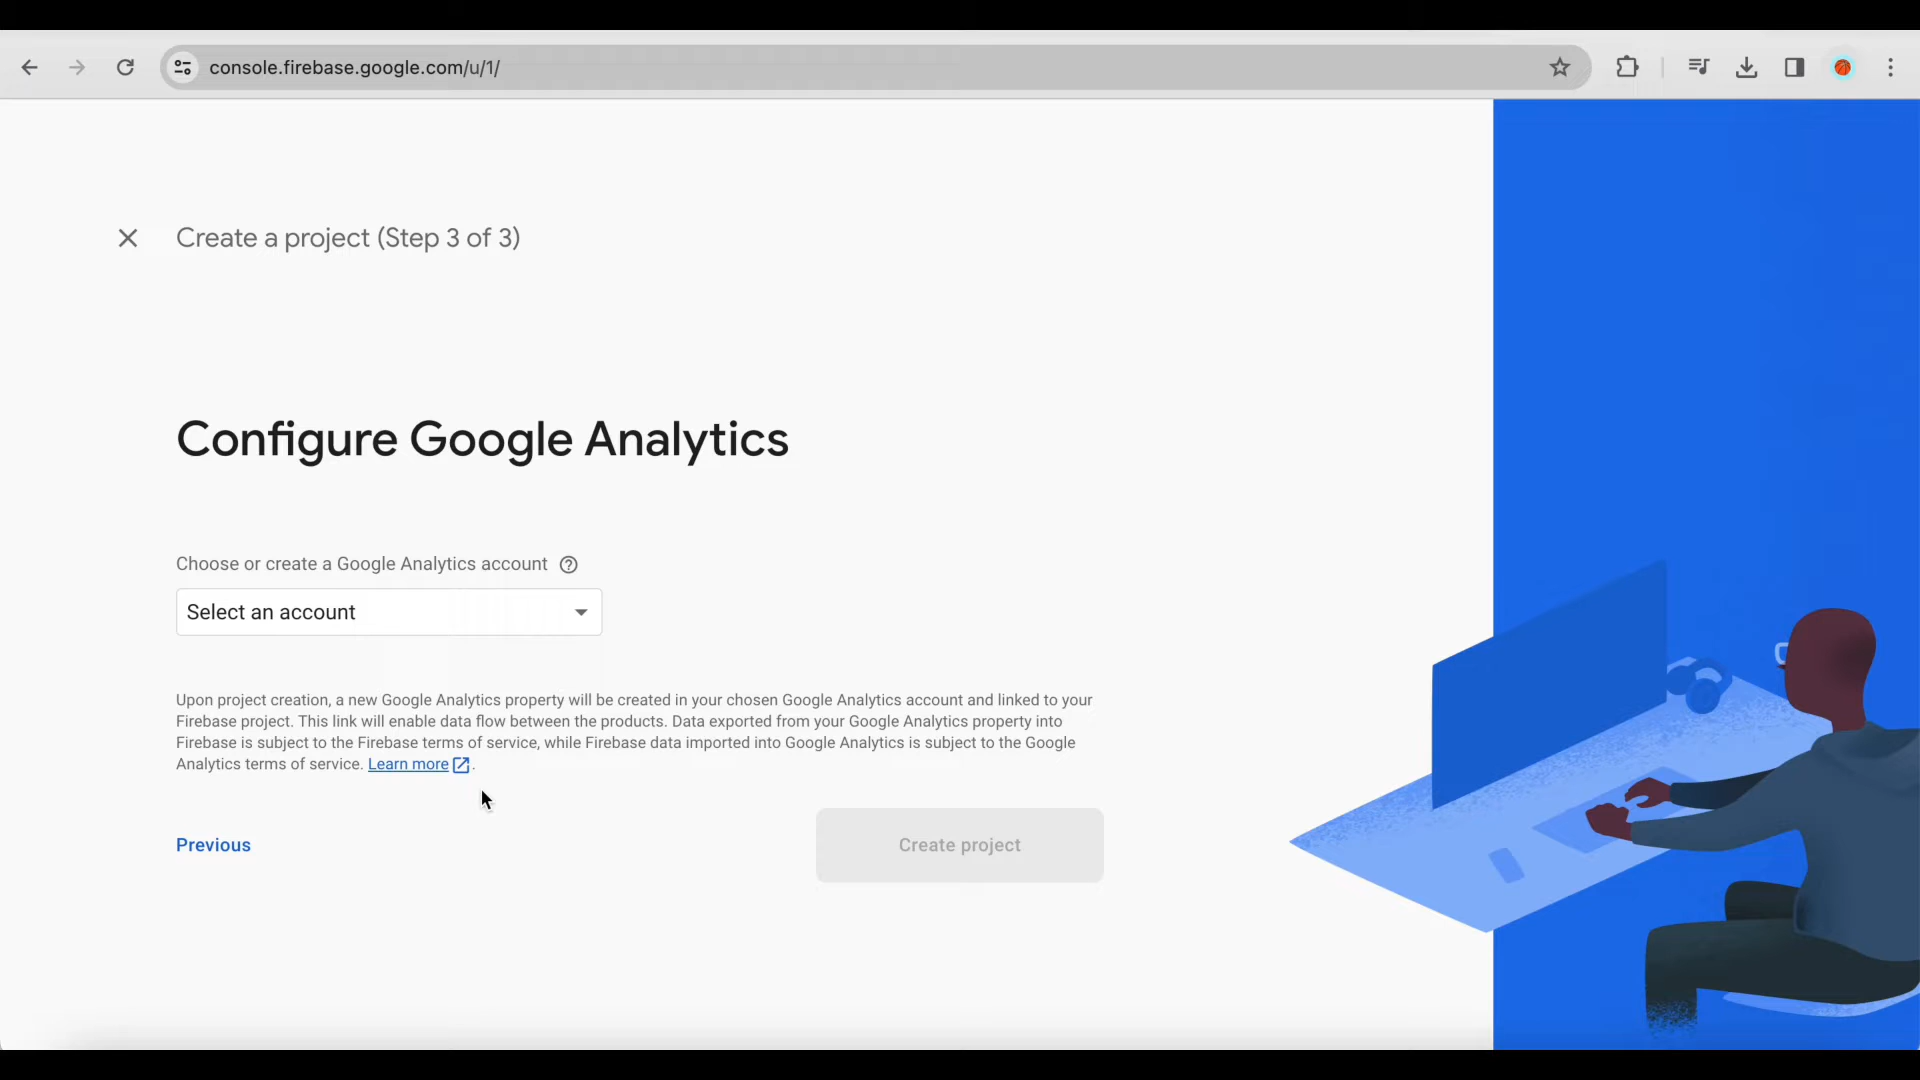 console.firebase.google.com/u/1/
Create a project (Step 3 of 3)
Configure Google Analytics
Choose or create a Google Analytics account
Select an account
Upon project creation, a new Google Analytics property will be created in your chosen Google Analytics account and linked to your
Firebase project. This link will enable data flow between the products. Data exported from your Google Analytics property into
Firebase is subject to the Firebase terms of service, while Firebase data imported into Google Analytics is subject to the Google
Analytics terms of service. Learn more.
Previous
Create project